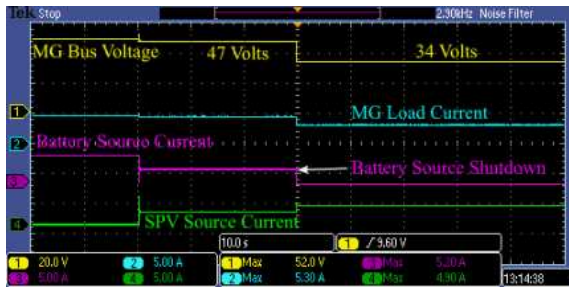 Tek Stop 2.30kHz Noise Filter
MG Bus Voltage 47 Volts 34 Volts
1 MG Load Current
2 Battery Source Current
Battery Source Shutdown
3
4 SPV Source Current
10.0 s 1 / 9.60 V
1 20.0 V 2 5.00 A 1 Max 52.0 V 3 Max 5.20 A
3 5.00 A 4 5.00 A 2 Max 5.30 A 4 Max 4.90 A 13:14:38